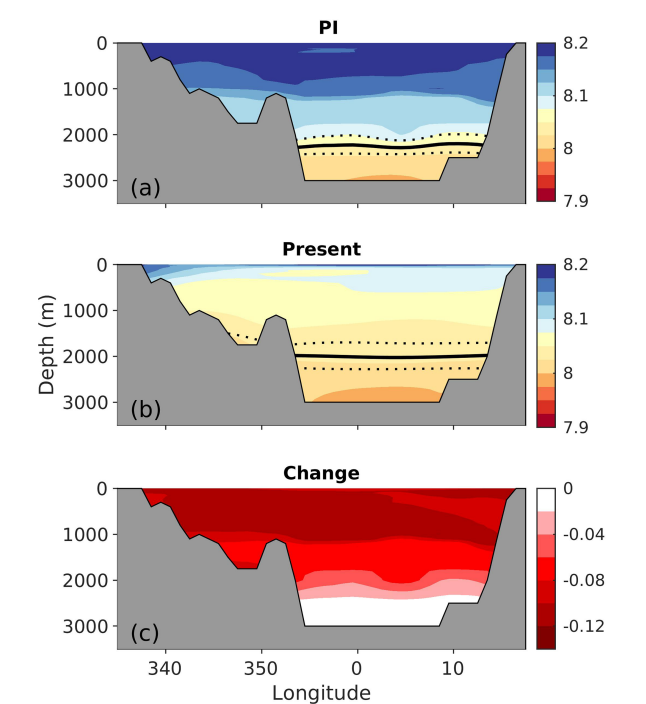 PI
0
1000
2000
3000
(a)
8.2
8.1
8
7.9
Present
0
1000
2000
3000
Depth (m)
(b)
8.2
8.1
8
7.9
Change
0
1000
2000
3000
(c)
0
-0.04
-0.08
-0.12
340 350 0 10
Longitude